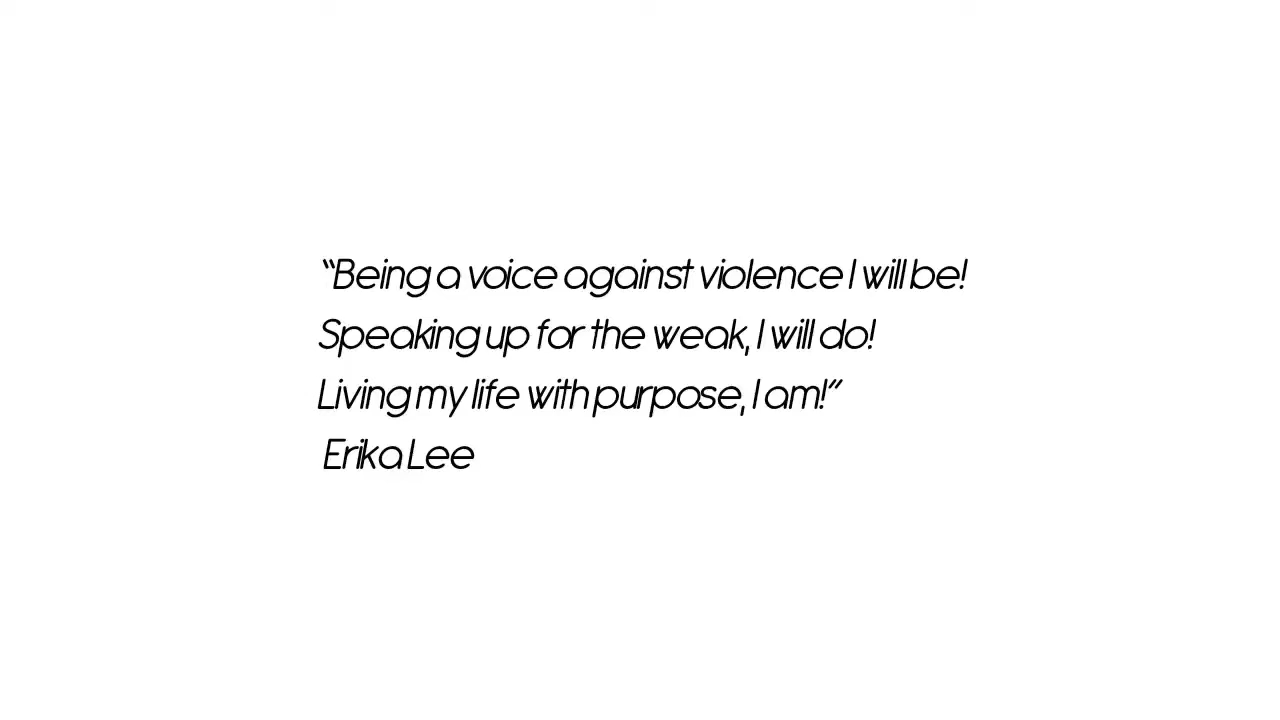 “Being a voice against violence I will be!
Speaking up for the weak, I will do!
Living my life with purpose, I am!”
Erika Lee